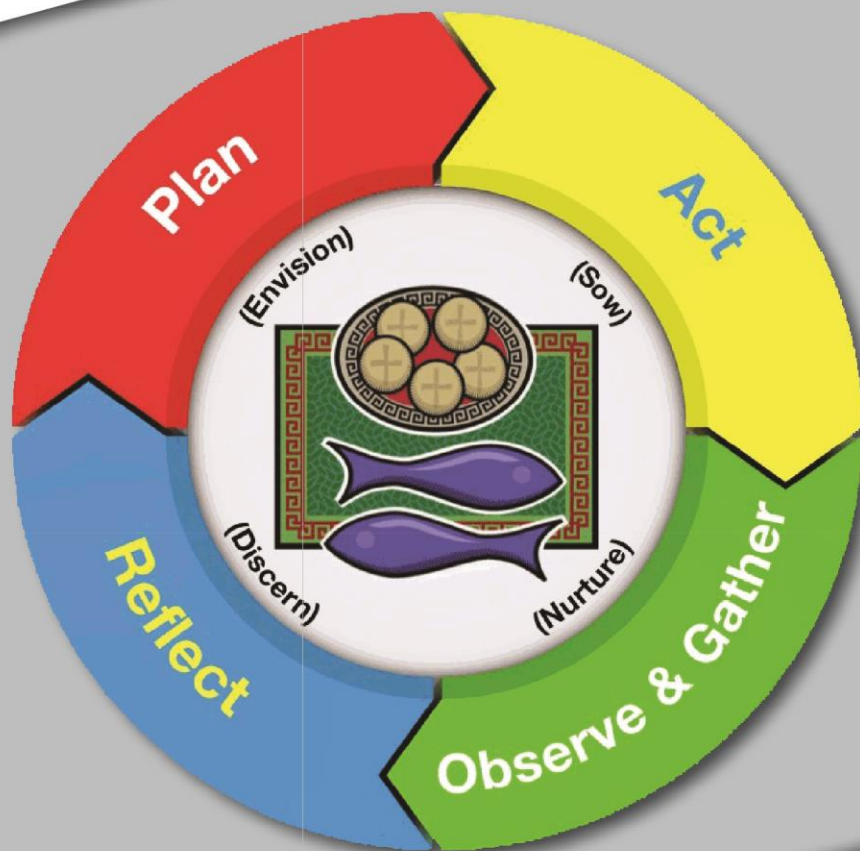 Plan
Act
(Envision)
(Sow)
(Discern)
(Nurture)
Reflect
Observe & Gather